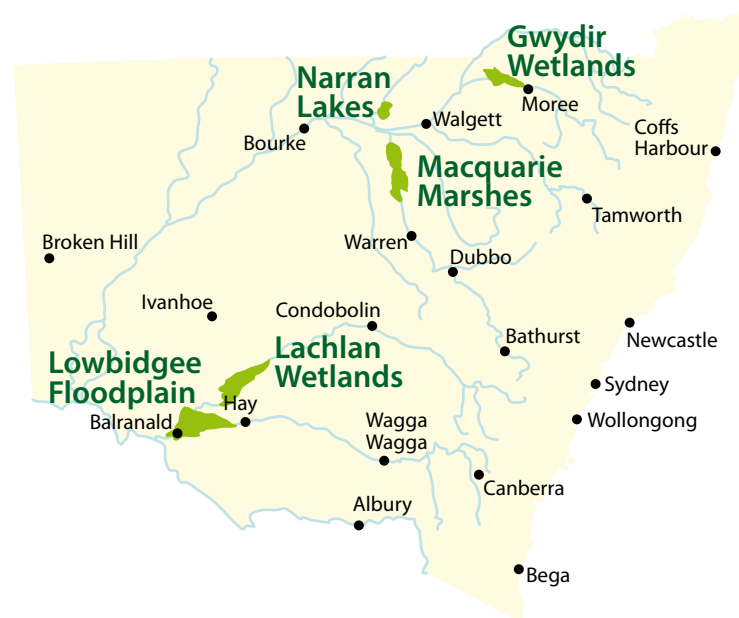 Gwydir
Wetlands
Narran
Lakes
Moree
Walgett
Coffs
Harbour
Bourke
Macquarie
Marshes
Tamworth
Warren
Broken Hill
Dubbo
Ivanhoe
Condobolin
Bathurst
Newcastle
Lachlan
Wetlands
Lowbidgee
Floodplain
Sydney
Hay
Balranald
Wagga
Wagga
Wollongong
Canberra
Albury
Bega